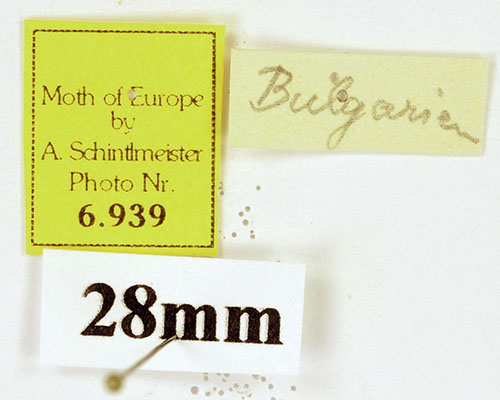 Moth of Europe
by
A. Schintlmeister
Photo Nr.
6.939
Bulgarien
28mm